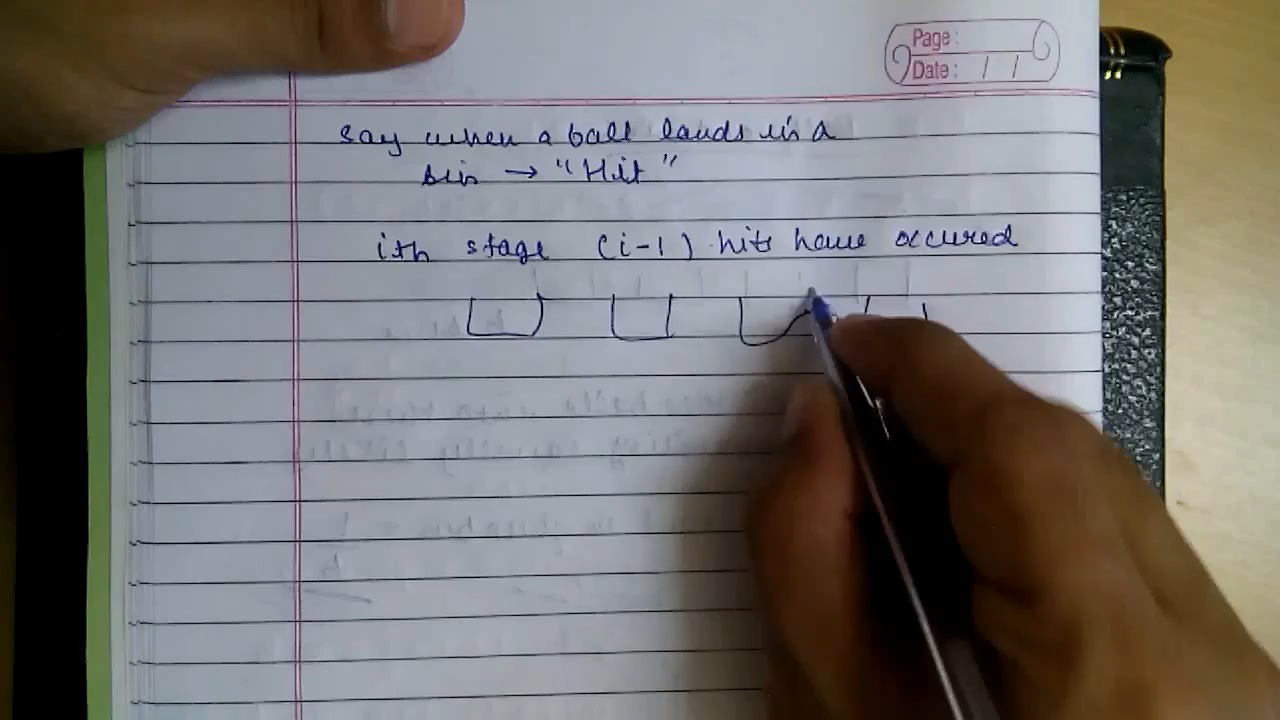 Page :
Date : / /
say when a ball lands in a
bin → "Hit"
ith stage (i-1) hits have occured